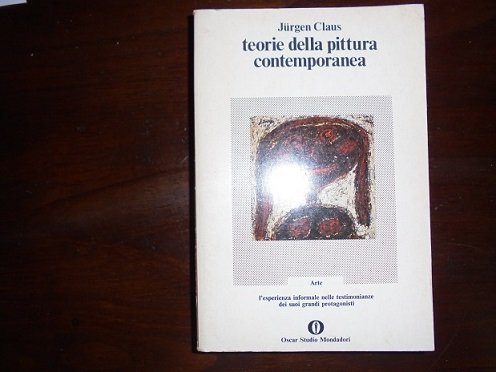 Jürgen Claus
teorie della pittura
contemporanea
Arte
l'esperienza informale nelle testimonianze
dei suoi grandi protagonisti
Oscar Studio Mondadori